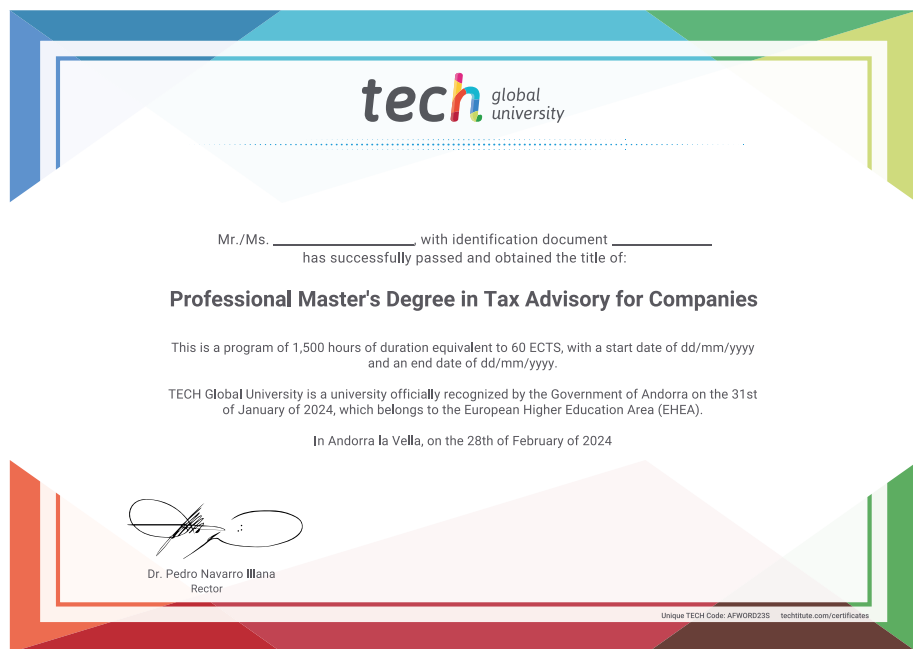 tech global
university
Mr./Ms. ____________, with identification document ____________
has successfully passed and obtained the title of:
Professional Master's Degree in Tax Advisory for Companies
This is a program of 1,500 hours of duration equivalent to 60 ECTS, with a start date of dd/mm/yyyy
and an end date of dd/mm/yyyy.
TECH Global University is a university officially recognized by the Government of Andorra on the 31st
of January of 2024, which belongs to the European Higher Education Area (EHEA).
In Andorra la Vella, on the 28th of February of 2024
Dr. Pedro Navarro Illana
Rector
Unique TECH Code: AFWORD23S techtitute.com/certificates